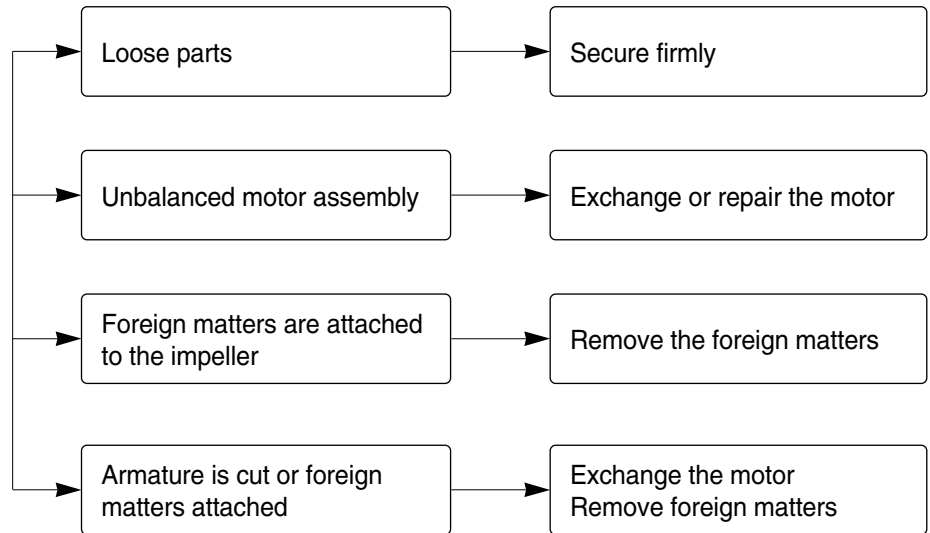 Loose parts
Secure firmly
Unbalanced motor assembly
Exchange or repair the motor
Foreign matters are attached
to the impeller
Remove the foreign matters
Armature is cut or foreign
matters attached
Exchange the motor
Remove foreign matters